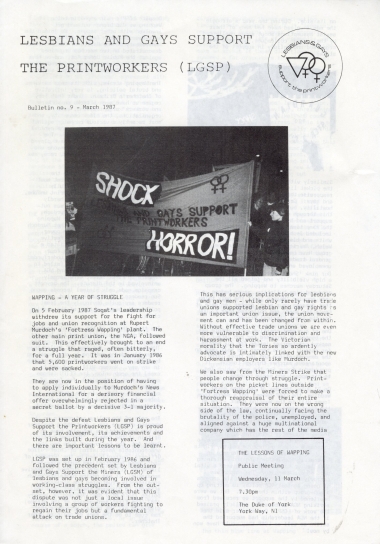 LESBIANS AND GAYS SUPPORT
THE PRINTWORKERS (LGSP)
LESBIANS & GAYS
support the printworkers
Bulletin no. 9 - March 1987
SHOCK
AND GAYS SUPPORT
THE PRINTWORKERS
HORROR!
WAPPING - A YEAR OF STRUGGLE
On 5 February 1987 Sogat's leadership
withdrew its support for the fight for
jobs and union recognition at Rupert
Murdoch's 'Fortress Wapping' plant. The
other main print union, the NGA, followed
suit. This effectively brought to an end
a struggle that raged, often bitterly,
for a full year. It was in January 1986
that 5,600 printworkers went on strike
and were sacked.
They are now in the position of having
to apply individually to Murdoch's News
International for a derisory financial
offer overwhelmingly rejected in a
secret ballot by a decisive 3-1 majority.
Despite the defeat Lesbians and Gays
Support the Printworkers (LGSP) is proud
of its involvement, its achievements and
the links built during the year. And
there are important lessons to be learnt.
LGSP was set up in February 1986 and
followed the precedent set by Lesbians
and Gays Support the Miners (LGSM) of
lesbians and gays becoming involved in
working-class struggles. From the out-
set, however, it was evident that this
dispute was not just a local issue
involving a group of workers fighting to
regain their jobs but a fundamental
attack on trade unions.
This has serious implications for lesbians
and gay men - while only rarely have trade
unions supported lesbian and gay rights as
an important union issue, the union move-
ment can and has been changed from within.
Without effective trade unions we are even
more vulnerable to discrimination and
harassment at work. The Victorian
morality that the Tories so ardently
advocate is intimately linked with the new
Dickensian employers like Murdoch.
We also saw from the Miners Strike that
people change through struggle. Print-
workers on the picket lines outside
'Fortress Wapping' were forced to make a
thorough reappraisal of their entire
situation. They were now on the wrong
side of the law, continually facing the
brutality of the police, unemployed, and
aligned against a huge multinational
company which has the rest of the media
THE LESSONS OF WAPPING
Public Meeting
Wednesday, 11 March
7.30pm
The Duke of York
York Way, N1